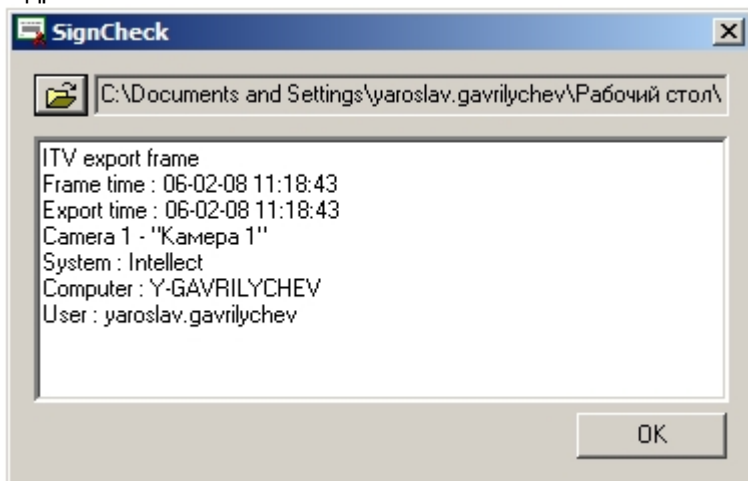 SignCheck
C:\Documents and Settings\yaroslav.gavrilychev\Рабочий стол\
ITV export frame
Frame time : 06-02-08 11:18:43
Export time : 06-02-08 11:18:43
Camera 1 - "Камера 1"
System : Intellect
Computer : Y-GAVRILYCHEV
User : yaroslav.gavrilychev
OK